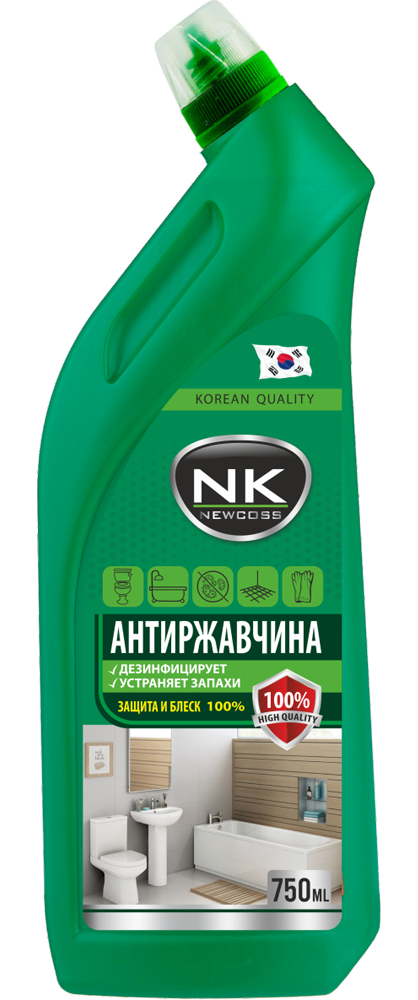 KOREAN QUALITY
NK
NEWCOSS
АНТИРЖАВЧИНА
ДЕЗИНФИЦИРУЕТ
УСТРАНЯЕТ ЗАПАХИ
ЗАЩИТА И БЛЕСК 100%
100%
HIGH QUALITY
750ML